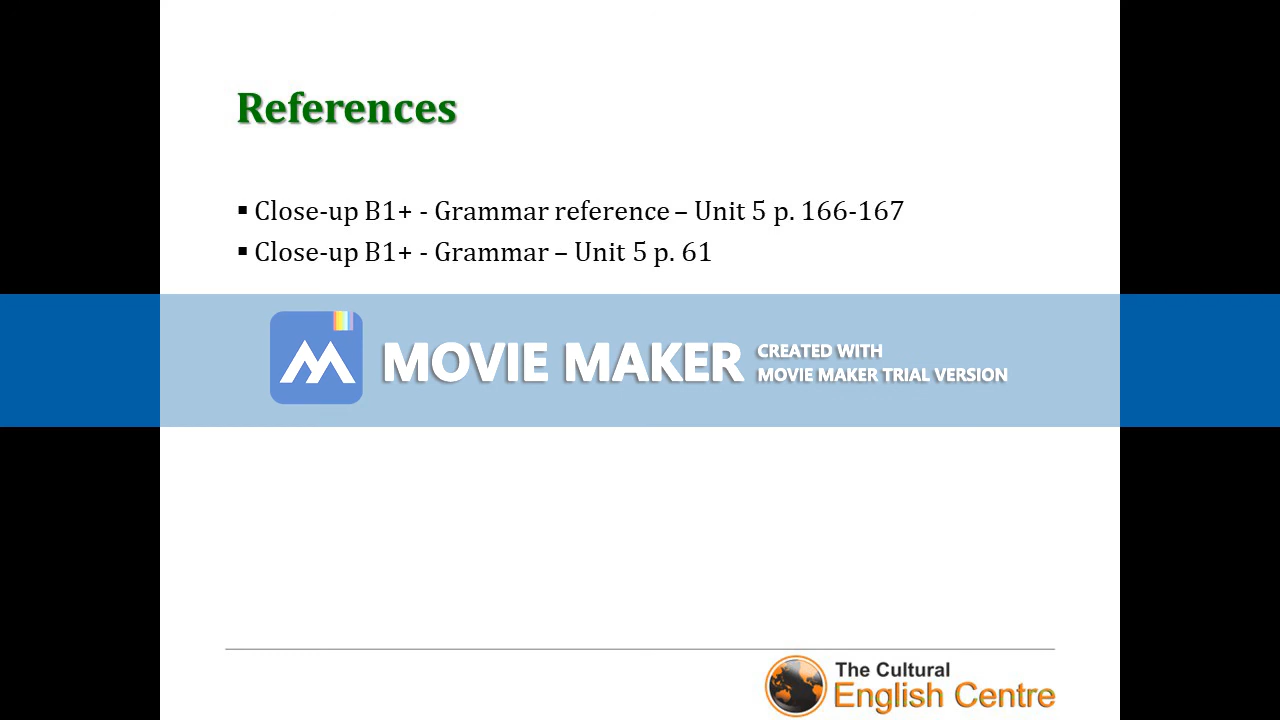 References
▪ Close-up B1+ - Grammar reference – Unit 5 p. 166-167
▪ Close-up B1+ - Grammar – Unit 5 p. 61
MOVIE MAKER
CREATED WITH
MOVIE MAKER TRIAL VERSION
The Cultural
English Centre